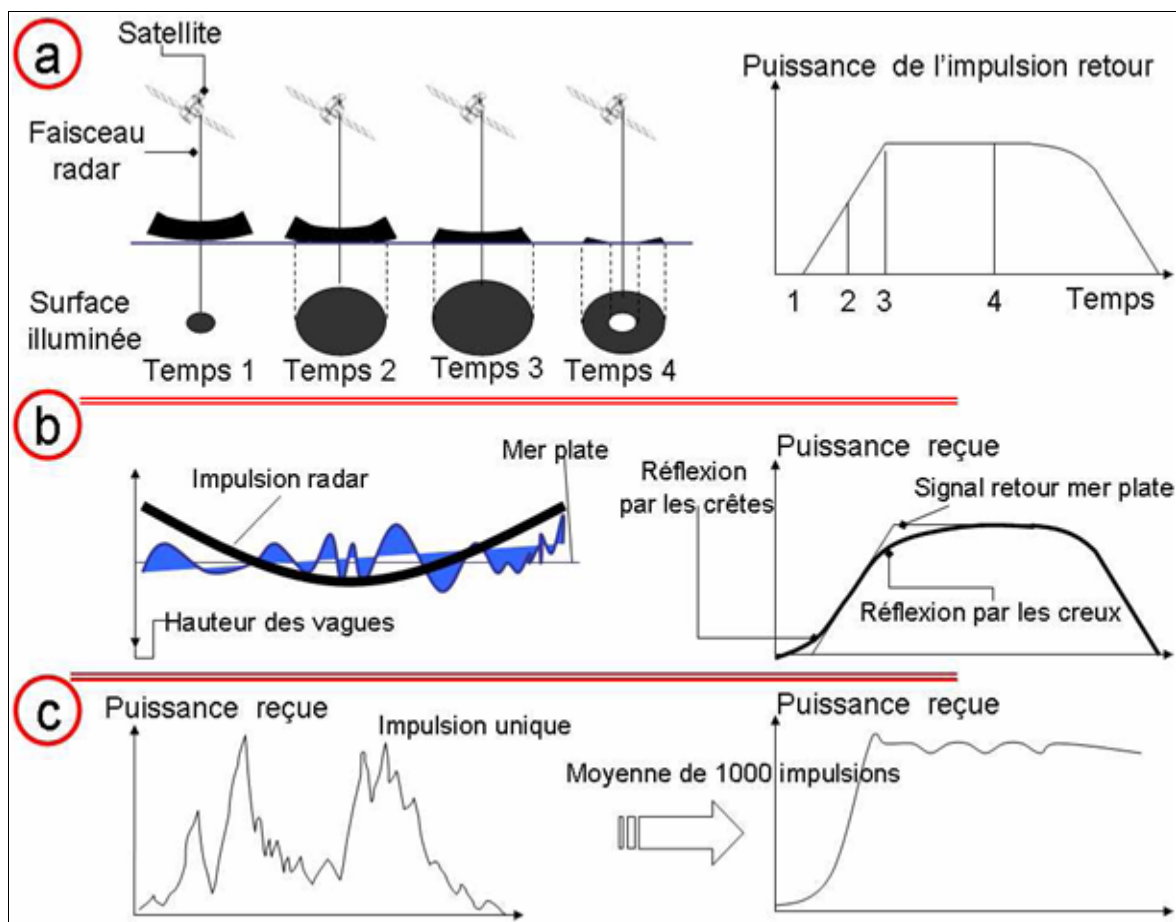 a
Satellite
Faisceau
radar
Surface
illuminée
Temps 1
Temps 2
Temps 3
Temps 4
Puissance de l'impulsion retour
1
2
3
4
Temps
b
Impulsion radar
Mer plate
Hauteur des vagues
Réflexion
par les crêtes
Puissance reçue
Signal retour mer plate
Réflexion par les creux
c
Puissance reçue
Impulsion unique
Moyenne de 1000 impulsions
Puissance reçue